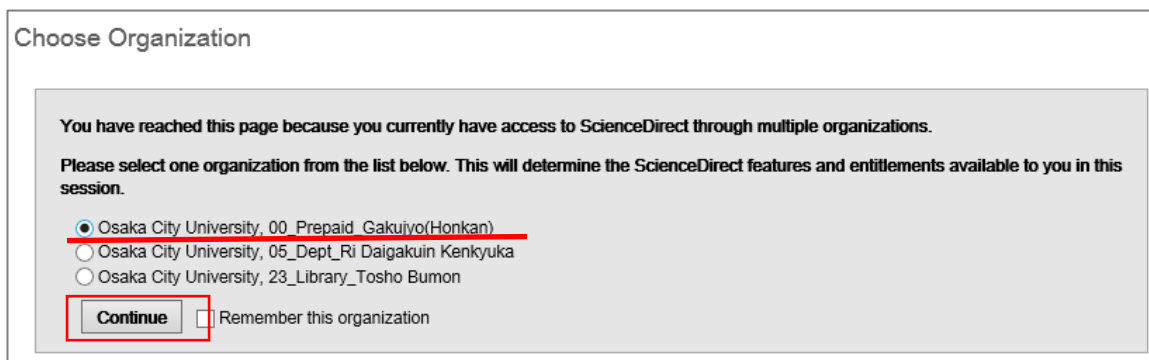 Choose Organization
You have reached this page because you currently have access to ScienceDirect through multiple organizations.
Please select one organization from the list below. This will determine the ScienceDirect features and entitlements available to you in this
session.
Osaka City University, 00_Prepaid_Gakujyo(Honkan)
Osaka City University, 05_Dept_Ri Daigakuin Kenkyuka
Osaka City University, 23_Library_Tosho Bumon
Continue Remember this organization